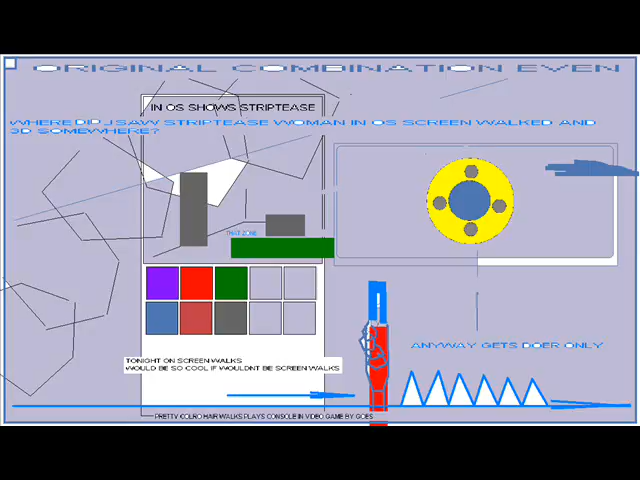 ORIGINAL COMBINATION EVEN
IN OS SHOWS STRIPTEASE
WHERE DID J SAW STRIPTEASE WOMAN IN OS SCREEN WALKED AND
3D SOMEWHERE?
THAT ZONE
ANYWAY GETS DOER ONLY
TONIGHT ON SCREEN WALKS
WOULD BE SO COOL IF WOULDNT BE SCREEN WALKS
PRETTY COLRO HAIR WALKS PLAYS CONSOLE IN VIDEO GAME BY GOES